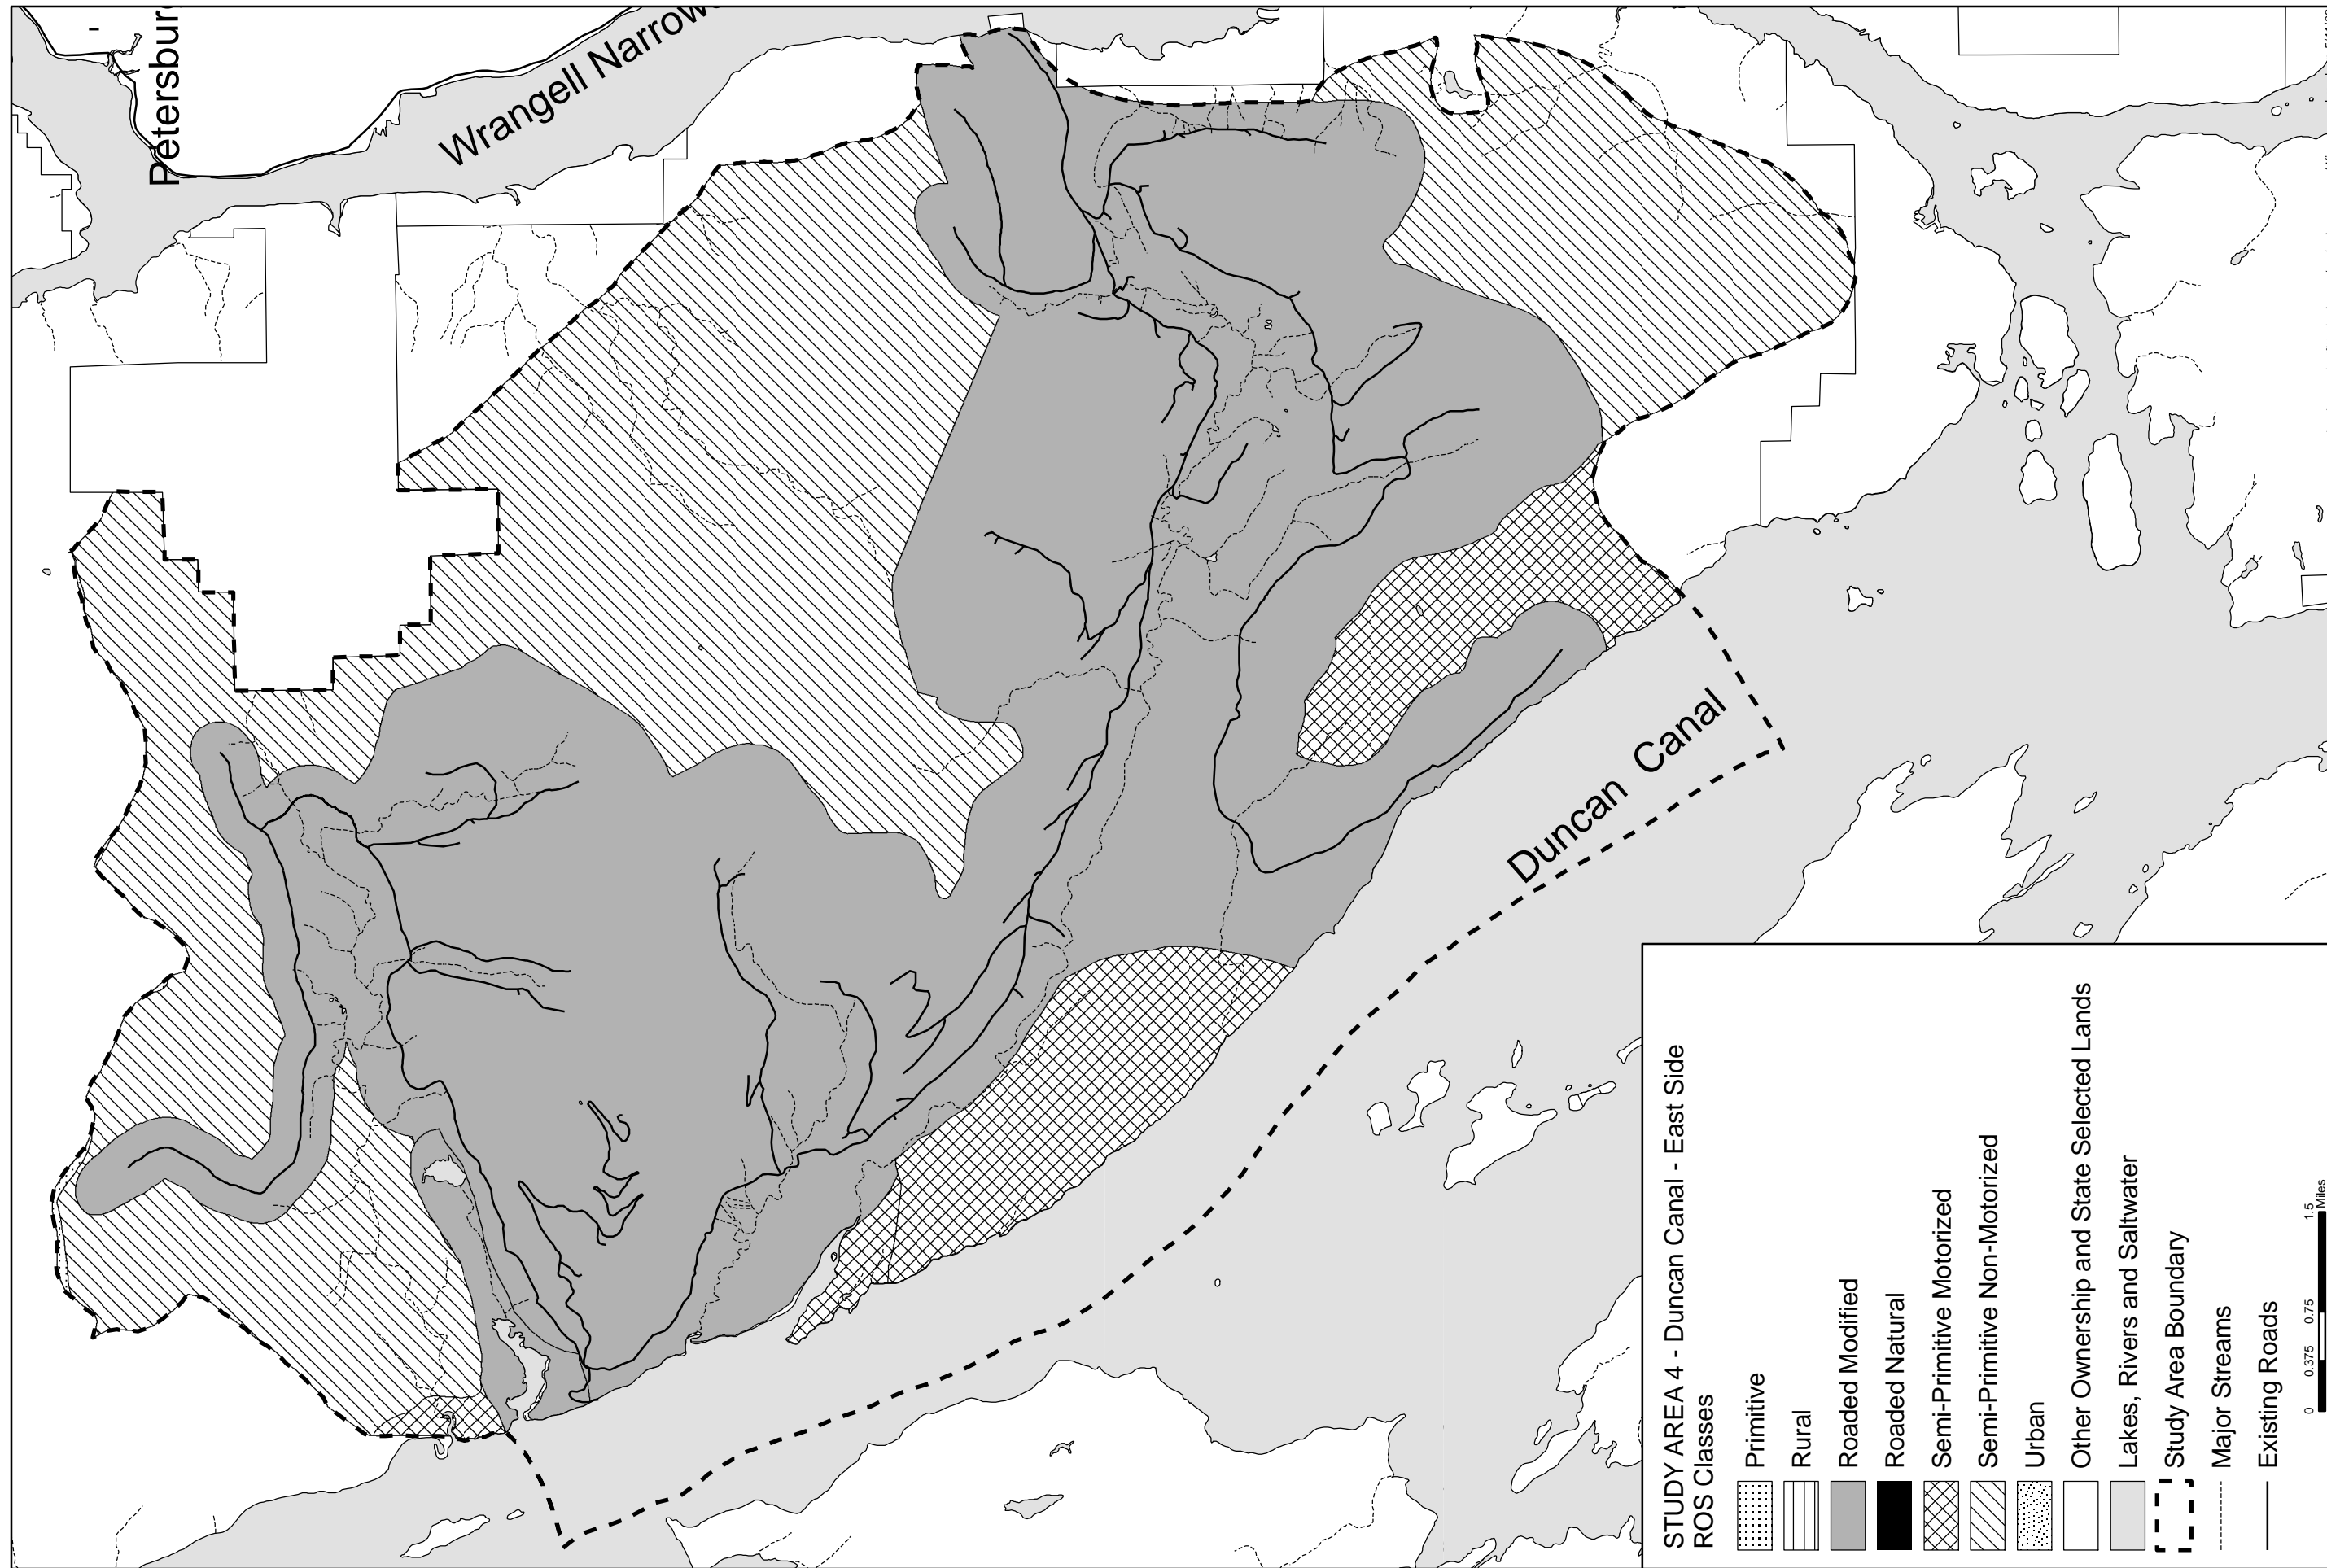 Petersbur
Wrangell Narrow
Duncan Canal
STUDY AREA 4 - Duncan Canal - East Side
ROS Classes
Primitive
Rural
Roaded Modified
Roaded Natural
Semi-Primitive Motorized
Semi-Primitive Non-Motorized
Urban
Other Ownership and State Selected Lands
Lakes, Rivers and Saltwater
Study Area Boundary
Major Streams
Existing Roads
0 0.375 0.75 1.5
Miles